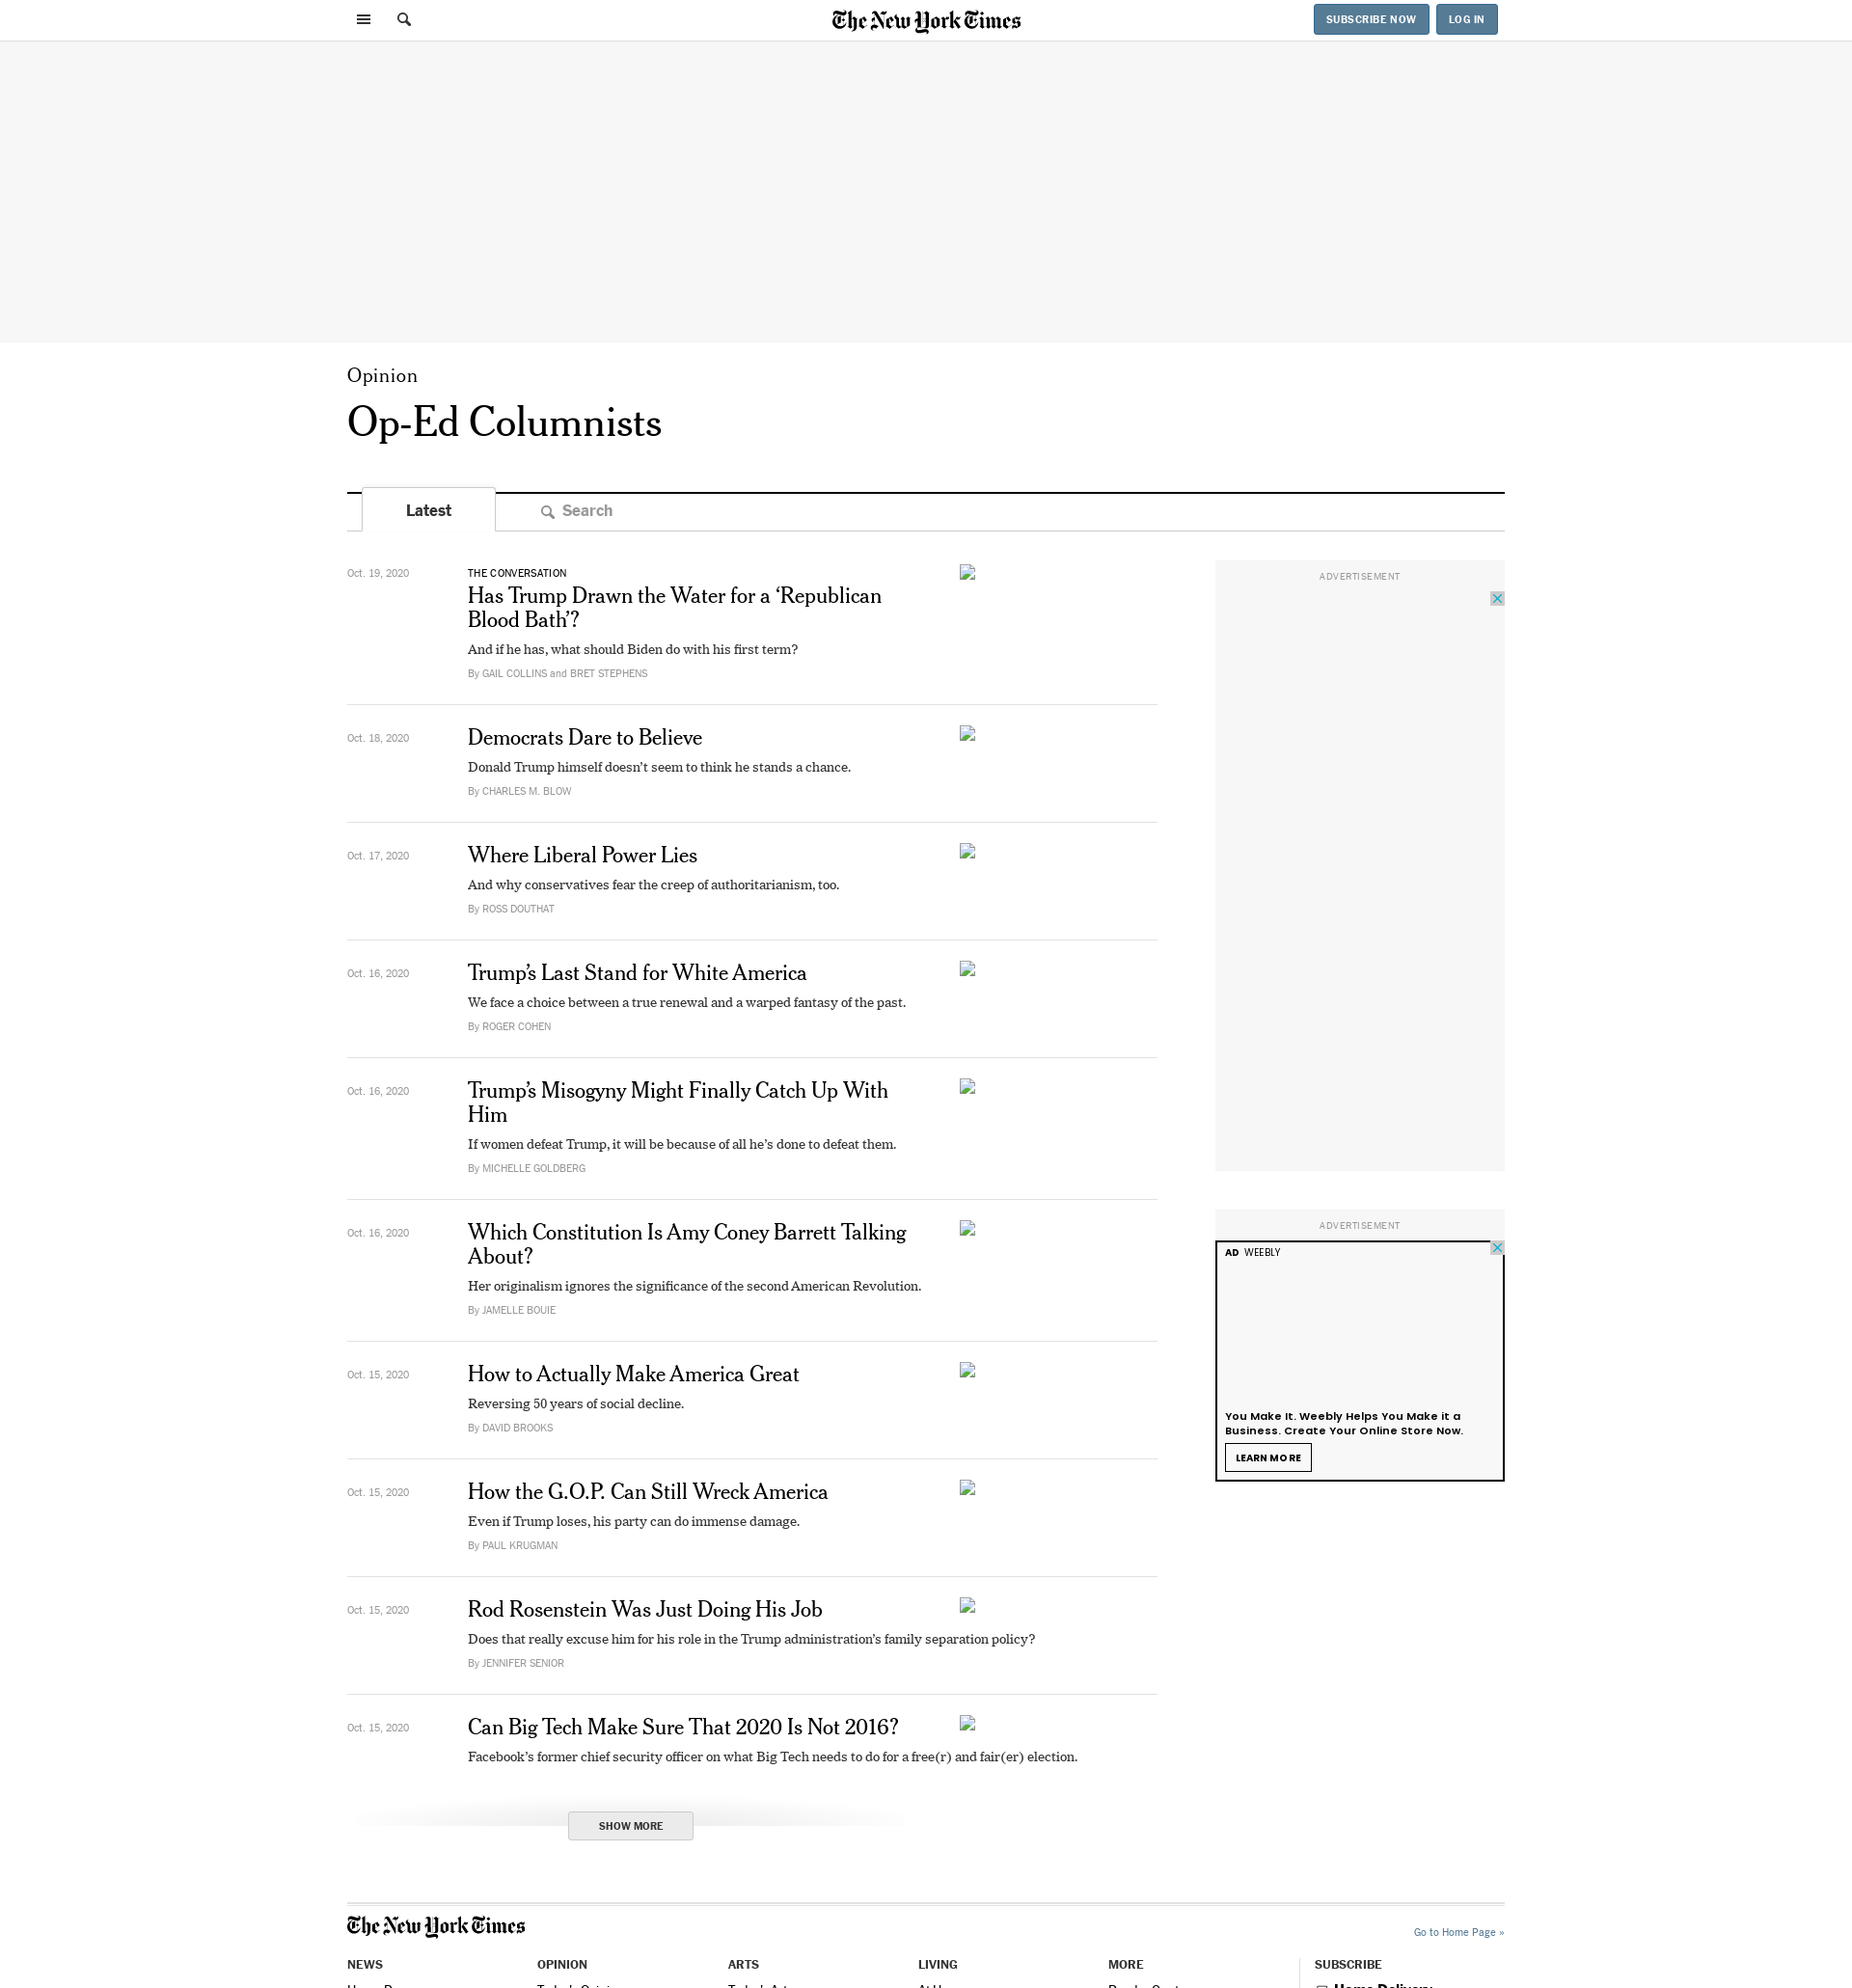 The New York Times
SUBSCRIBE NOW
LOG IN
Opinion
Op-Ed Columnists
Latest
Search
Oct. 19, 2020
THE CONVERSATION
Has Trump Drawn the Water for a ‘Republican
Blood Bath’?
And if he has, what should Biden do with his first term?
By GAIL COLLINS and BRET STEPHENS
Oct. 18, 2020
Democrats Dare to Believe
Donald Trump himself doesn’t seem to think he stands a chance.
By CHARLES M. BLOW
Oct. 17, 2020
Where Liberal Power Lies
And why conservatives fear the creep of authoritarianism, too.
By ROSS DOUTHAT
Oct. 16, 2020
Trump’s Last Stand for White America
We face a choice between a true renewal and a warped fantasy of the past.
By ROGER COHEN
Oct. 16, 2020
Trump’s Misogyny Might Finally Catch Up With
Him
If women defeat Trump, it will be because of all he’s done to defeat them.
By MICHELLE GOLDBERG
Oct. 16, 2020
Which Constitution Is Amy Coney Barrett Talking
About?
Her originalism ignores the significance of the second American Revolution.
By JAMELLE BOUIE
Oct. 15, 2020
How to Actually Make America Great
Reversing 50 years of social decline.
By DAVID BROOKS
Oct. 15, 2020
How the G.O.P. Can Still Wreck America
Even if Trump loses, his party can do immense damage.
By PAUL KRUGMAN
Oct. 15, 2020
Rod Rosenstein Was Just Doing His Job
Does that really excuse him for his role in the Trump administration’s family separation policy?
By JENNIFER SENIOR
Oct. 15, 2020
Can Big Tech Make Sure That 2020 Is Not 2016?
Facebook’s former chief security officer on what Big Tech needs to do for a free(r) and fair(er) election.
SHOW MORE
ADVERTISEMENT
ADVERTISEMENT
AD WEEBLY
You Make It. Weebly Helps You Make it a
Business. Create Your Online Store Now.
LEARN MORE
The New York Times
Go to Home Page »
NEWS
OPINION
ARTS
LIVING
MORE
SUBSCRIBE
Home Delivery